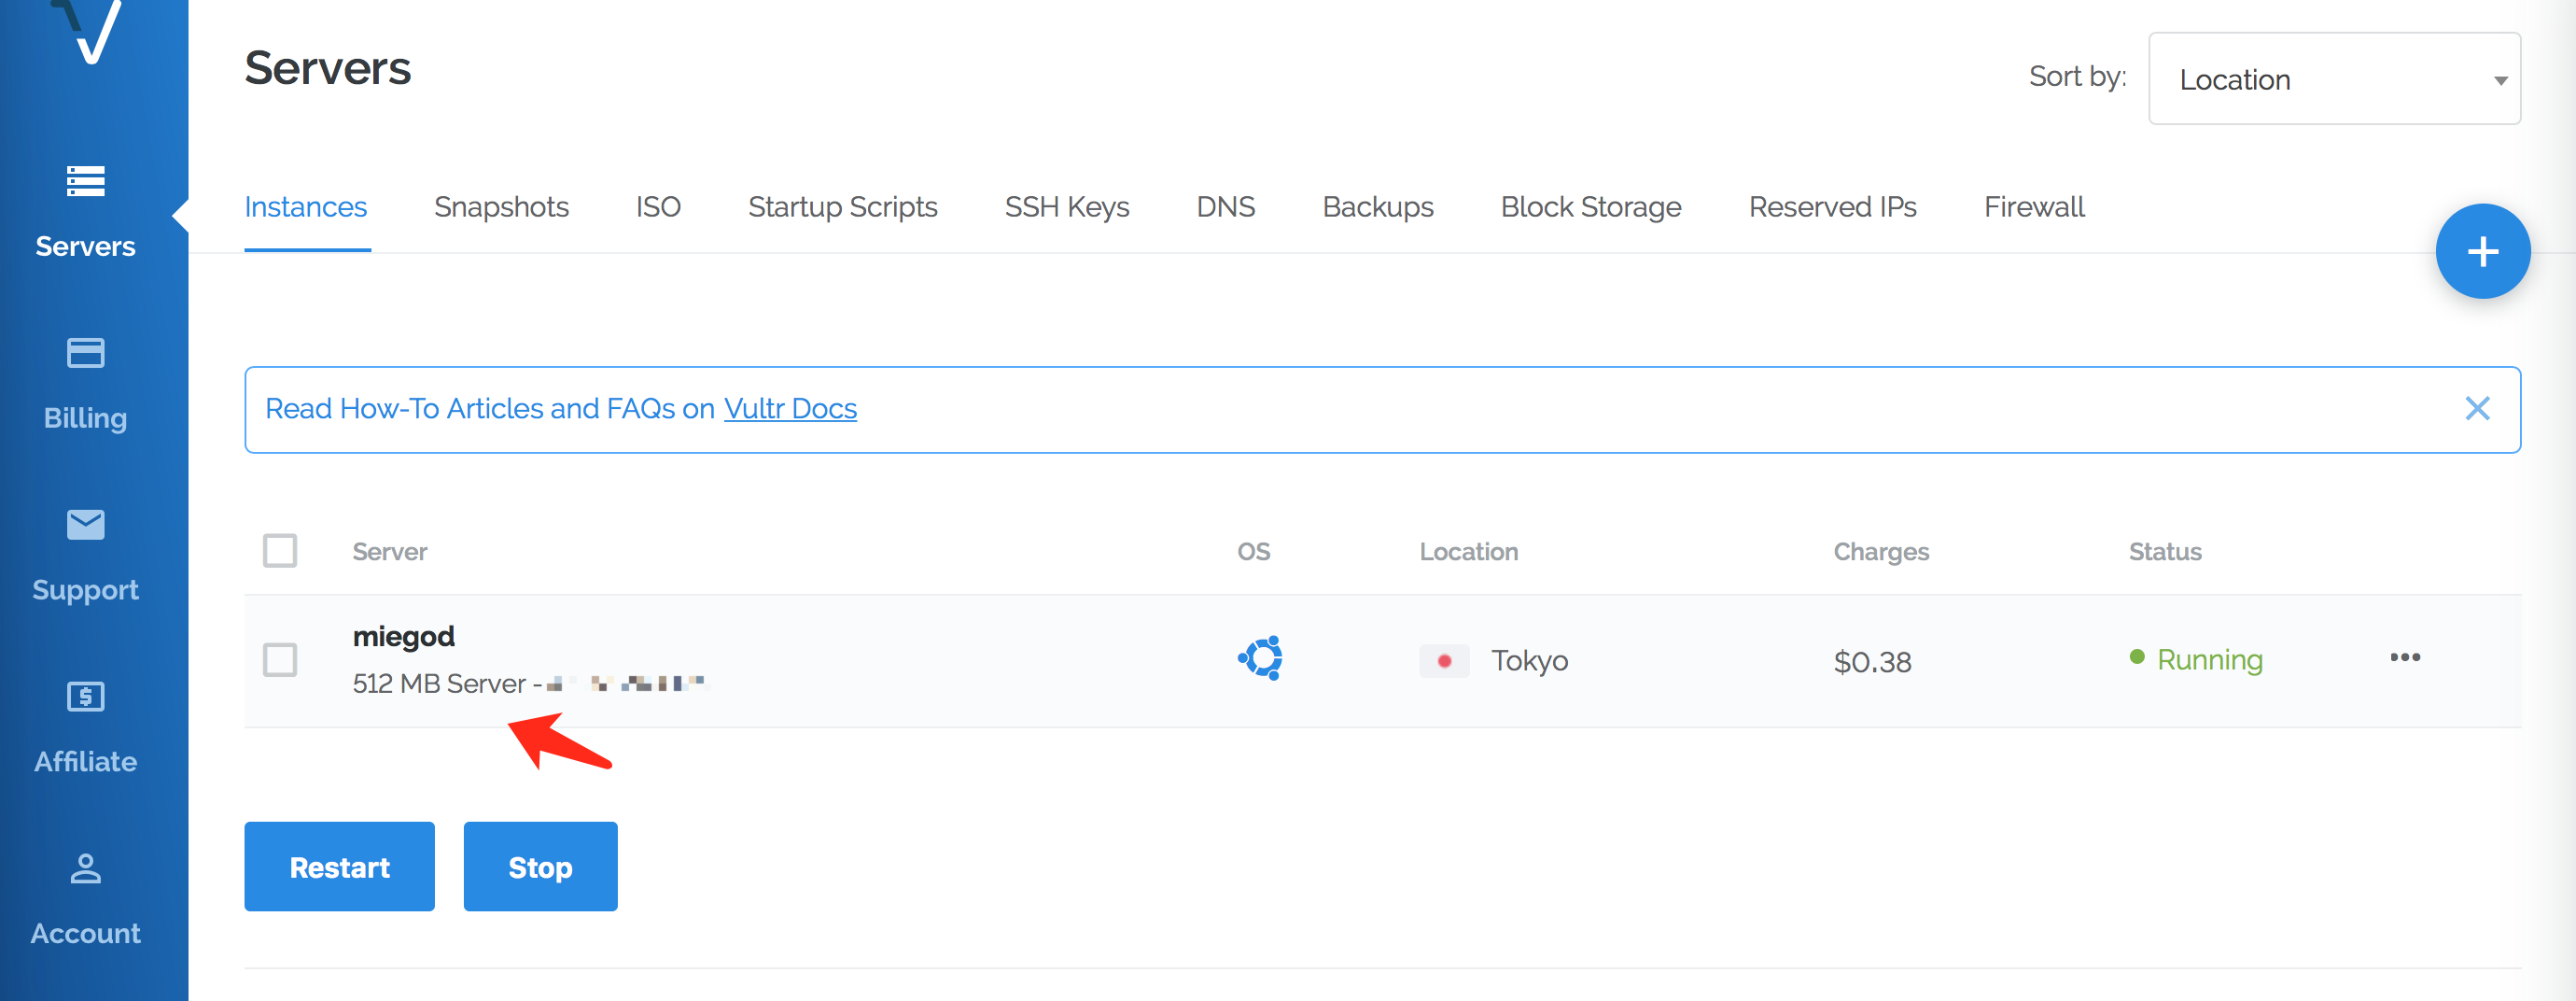 Servers
Sort by:
Location
Instances
Snapshots
ISO
Startup Scripts
SSH Keys
DNS
Backups
Block Storage
Reserved IPs
Firewall
Servers
Billing
Support
Affiliate
Account
Read How-To Articles and FAQs on Vultr Docs
Server
OS
Location
Charges
Status
miegod
512 MB Server -
Tokyo
$0.38
Running
Restart
Stop